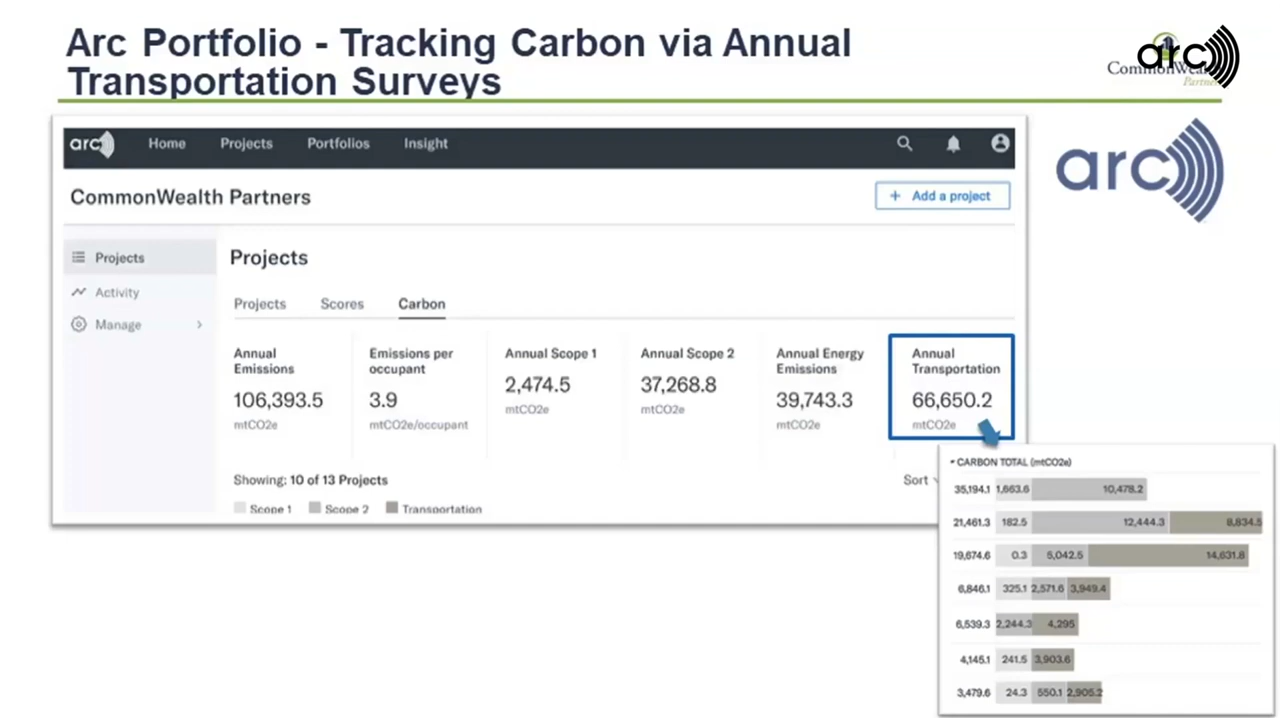 Arc Portfolio - Tracking Carbon via Annual
Transportation Surveys
arc
Partners
arc
arc
Home Projects Portfolios Insight
CommonWealth Partners
+ Add a project
Projects
Activity
Manage
Projects
Projects Scores Carbon
Annual
Emissions
106,393.5
mtCO2e
Emissions per
occupant
3.9
mtCO2e/occupant
Annual Scope 1
2,474.5
mtCO2e
Annual Scope 2
37,268.8
mtCO2e
Annual Energy
Emissions
39,743.3
mtCO2e
Annual
Transportation
66,650.2
mtCO2e
Showing: 10 of 13 Projects
Sort
Scope 1 Scope 2 Transportation
CARBON TOTAL (mtCO2e)
35,194.1 1,663.6 10,478.2
21,461.3 182.5 12,444.3 8,834.5
19,674.6 0.3 5,042.5 14,631.8
6,846.1 325.1 2,571.6 3,949.4
6,539.3 2,244.3 4,295
4,145.1 241.5 3,903.6
3,479.6 24.3 550.1 2,905.2